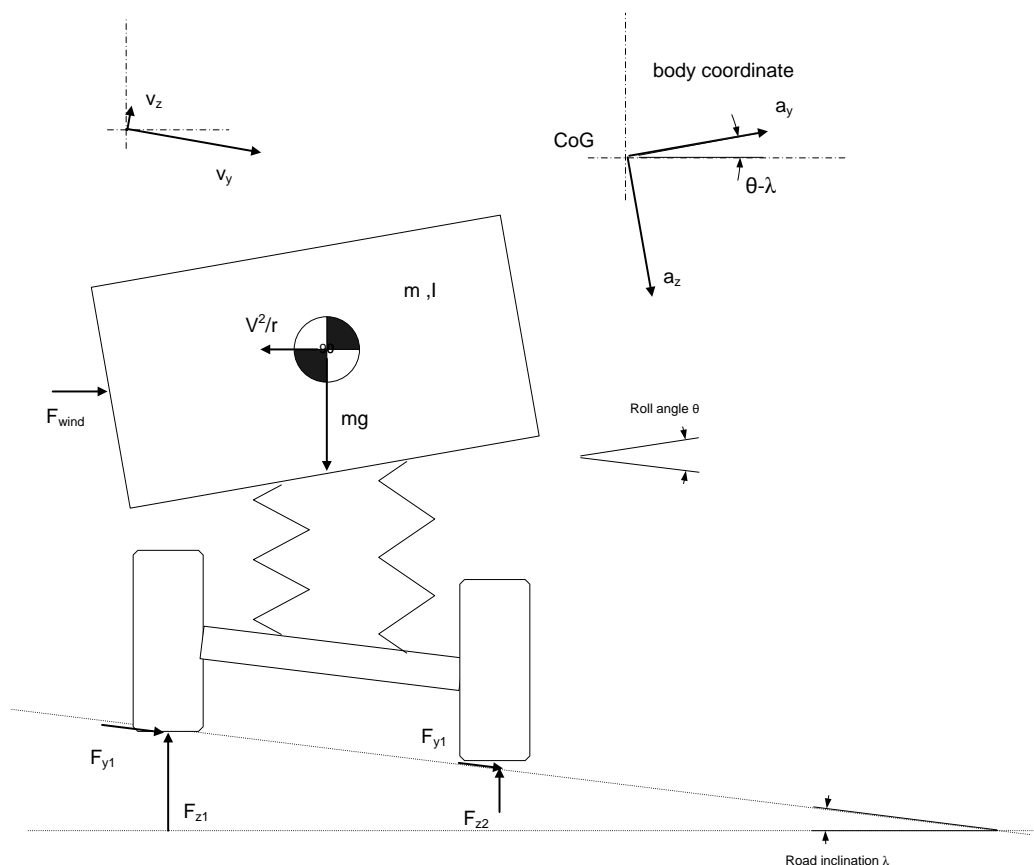 body coordinate
v_z
a_y
CoG
v_y
θ-λ
a_z
m ,I
V²/r
mg
F_wind
Roll angle θ
F_y1
F_y1
F_z1
F_z2
Road inclination λ